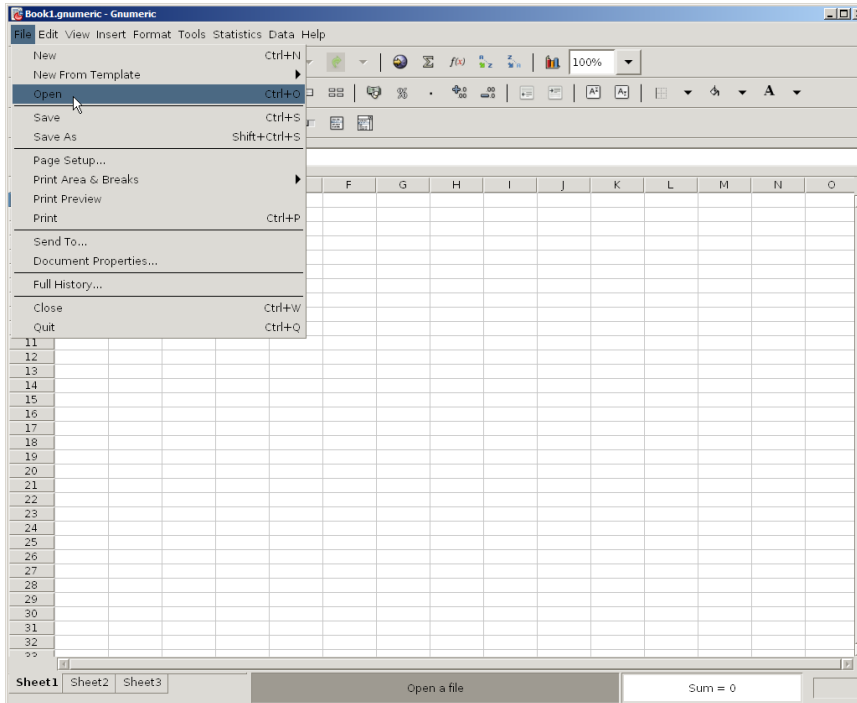 Book1.gnumeric - Gnumeric
File Edit View Insert Format Tools Statistics Data Help
New Ctrl+N
f(x) 100%
New From Template
Open Ctrl+O
% A
Save Ctrl+S
Save As Shift+Ctrl+S
Page Setup...
Print Area & Breaks
F G H I J K L M N O
Print Preview
Print Ctrl+P
Send To...
Document Properties...
Full History...
Close Ctrl+W
Quit Ctrl+Q
11
12
13
14
15
16
17
18
19
20
21
22
23
24
25
26
27
28
29
30
31
32
Sheet1 Sheet2 Sheet3 Open a file Sum = 0